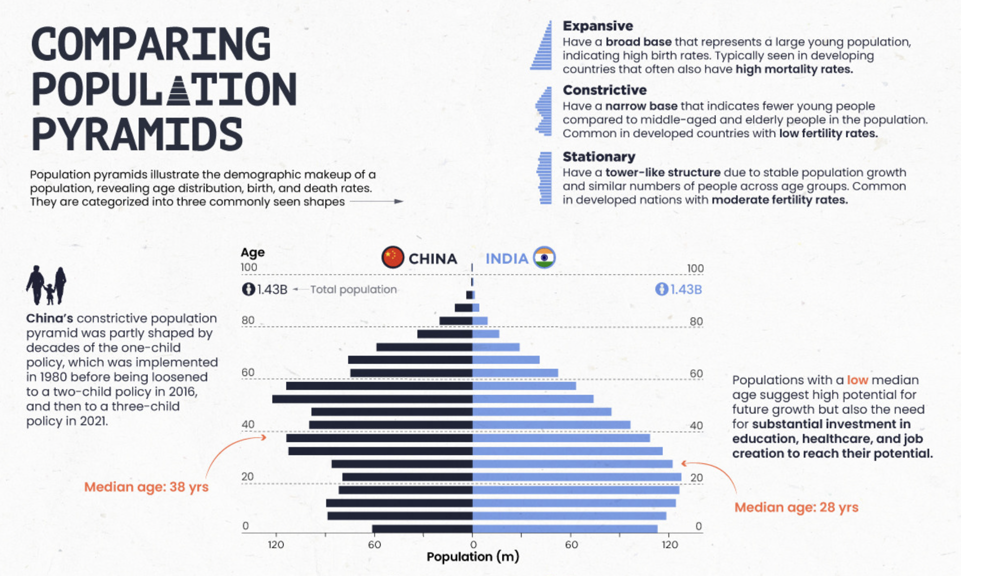 COMPARING
POPULATION
PYRAMIDS
Population pyramids illustrate the demographic makeup of a
population, revealing age distribution, birth, and death rates.
They are categorized into three commonly seen shapes
Expansive
Have a broad base that represents a large young population,
indicating high birth rates. Typically seen in developing
countries that often also have high mortality rates.
Constrictive
Have a narrow base that indicates fewer young people
compared to middle-aged and elderly people in the population.
Common in developed countries with low fertility rates.
Stationary
Have a tower-like structure due to stable population growth
and similar numbers of people across age groups. Common
in developed nations with moderate fertility rates.
China's constrictive population
pyramid was partly shaped by
decades of the one-child
policy, which was implemented
in 1980 before being loosened
to a two-child policy in 2016,
and then to a three-child
policy in 2021.
Median age: 38 yrs
Age
CHINA INDIA
100 100
1.43B Total population 1.43B
80 80
60 60
40 40
20 20
0 0
120 60 0 60 120
Population (m)
Populations with a low median
age suggest high potential for
future growth but also the need
for substantial investment in
education, healthcare, and job
creation to reach their potential.
Median age: 28 yrs